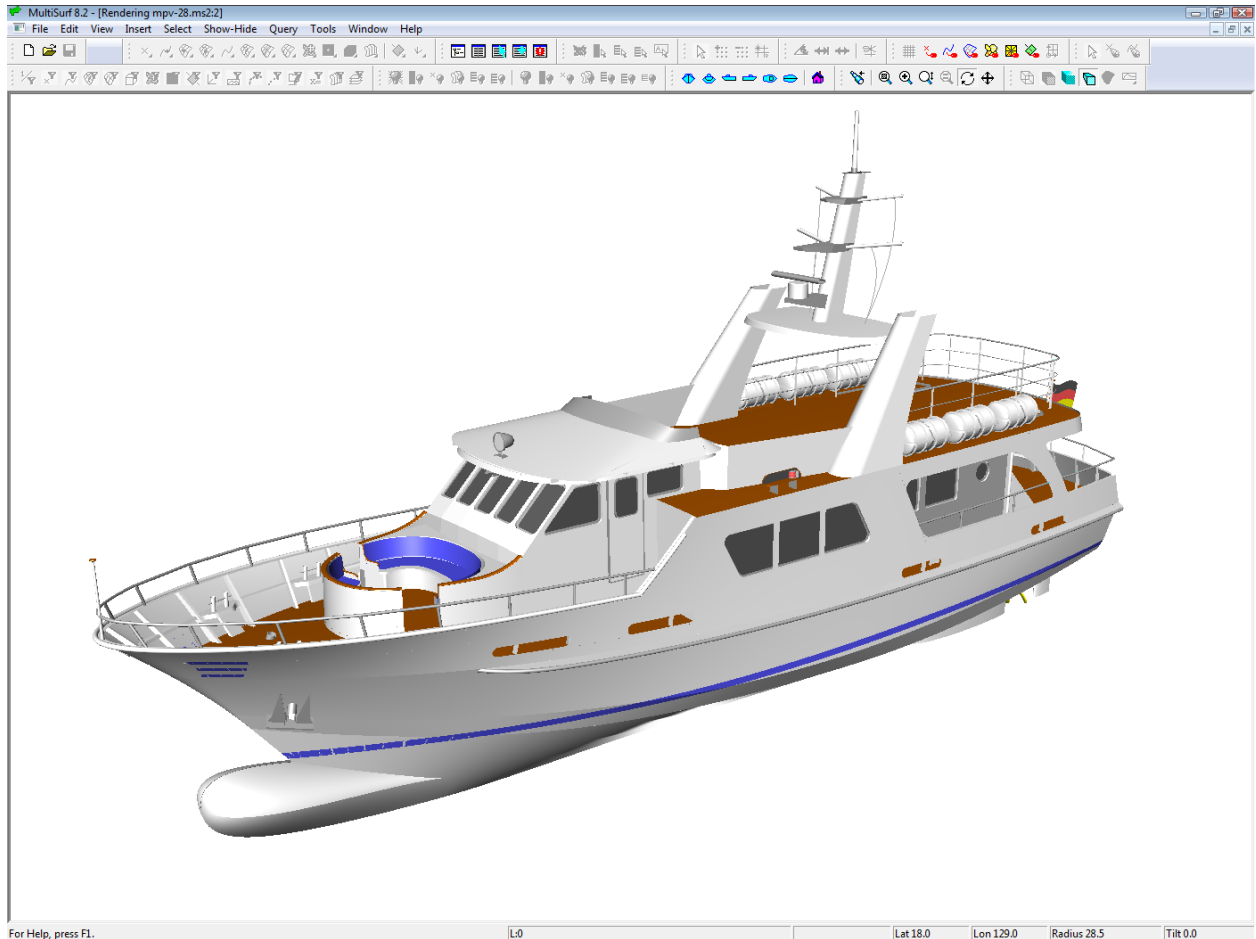 MultiSurf 8.2 - [Rendering mpv-28.ms2:2]
File Edit View Insert Select Show-Hide Query Tools Window Help
For Help, press F1. L:0 Lat 18.0 Lon 129.0 Radius 28.5 Tilt 0.0